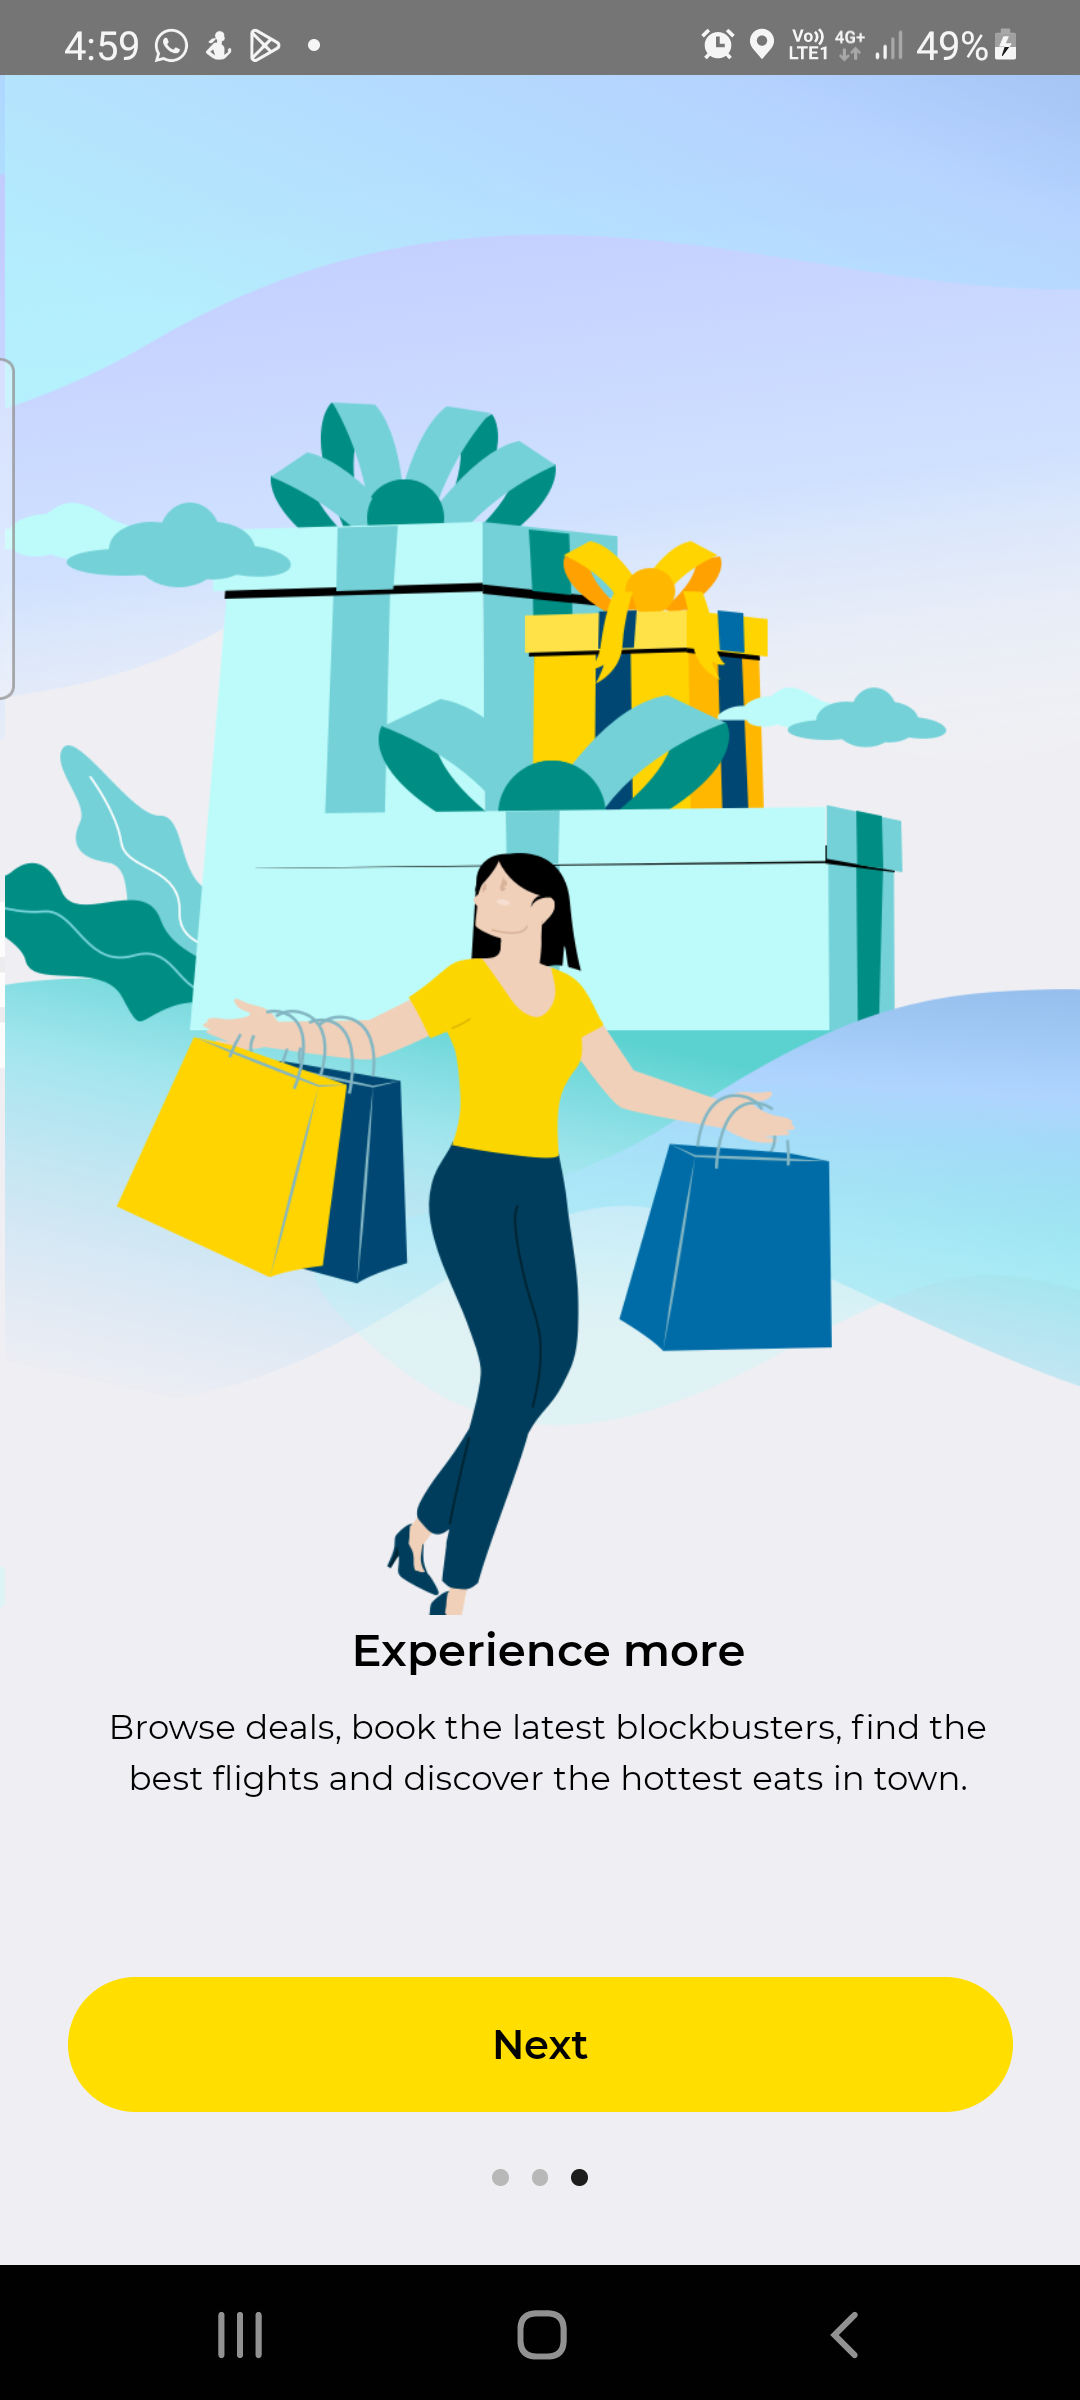 4:59
Vo)) LTE1 4G+ 49%
Experience more
Browse deals, book the latest blockbusters, find the
best flights and discover the hottest eats in town.
Next